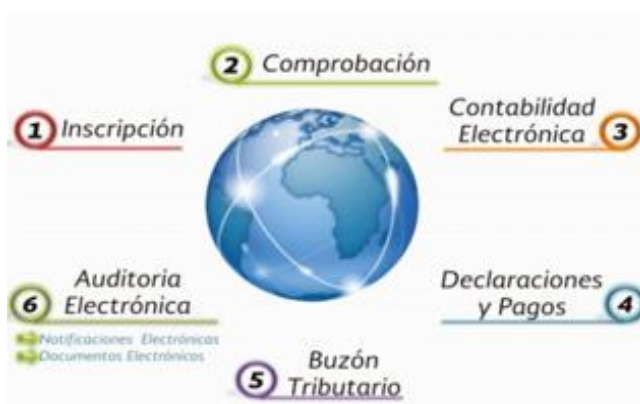 1 Inscripción
2 Comprobación
3 Contabilidad
Electrónica
4 Declaraciones
y Pagos
5 Buzón
Tributario
6 Auditoria
Electrónica
Notificaciones Electrónicas
Documentos Electrónicos